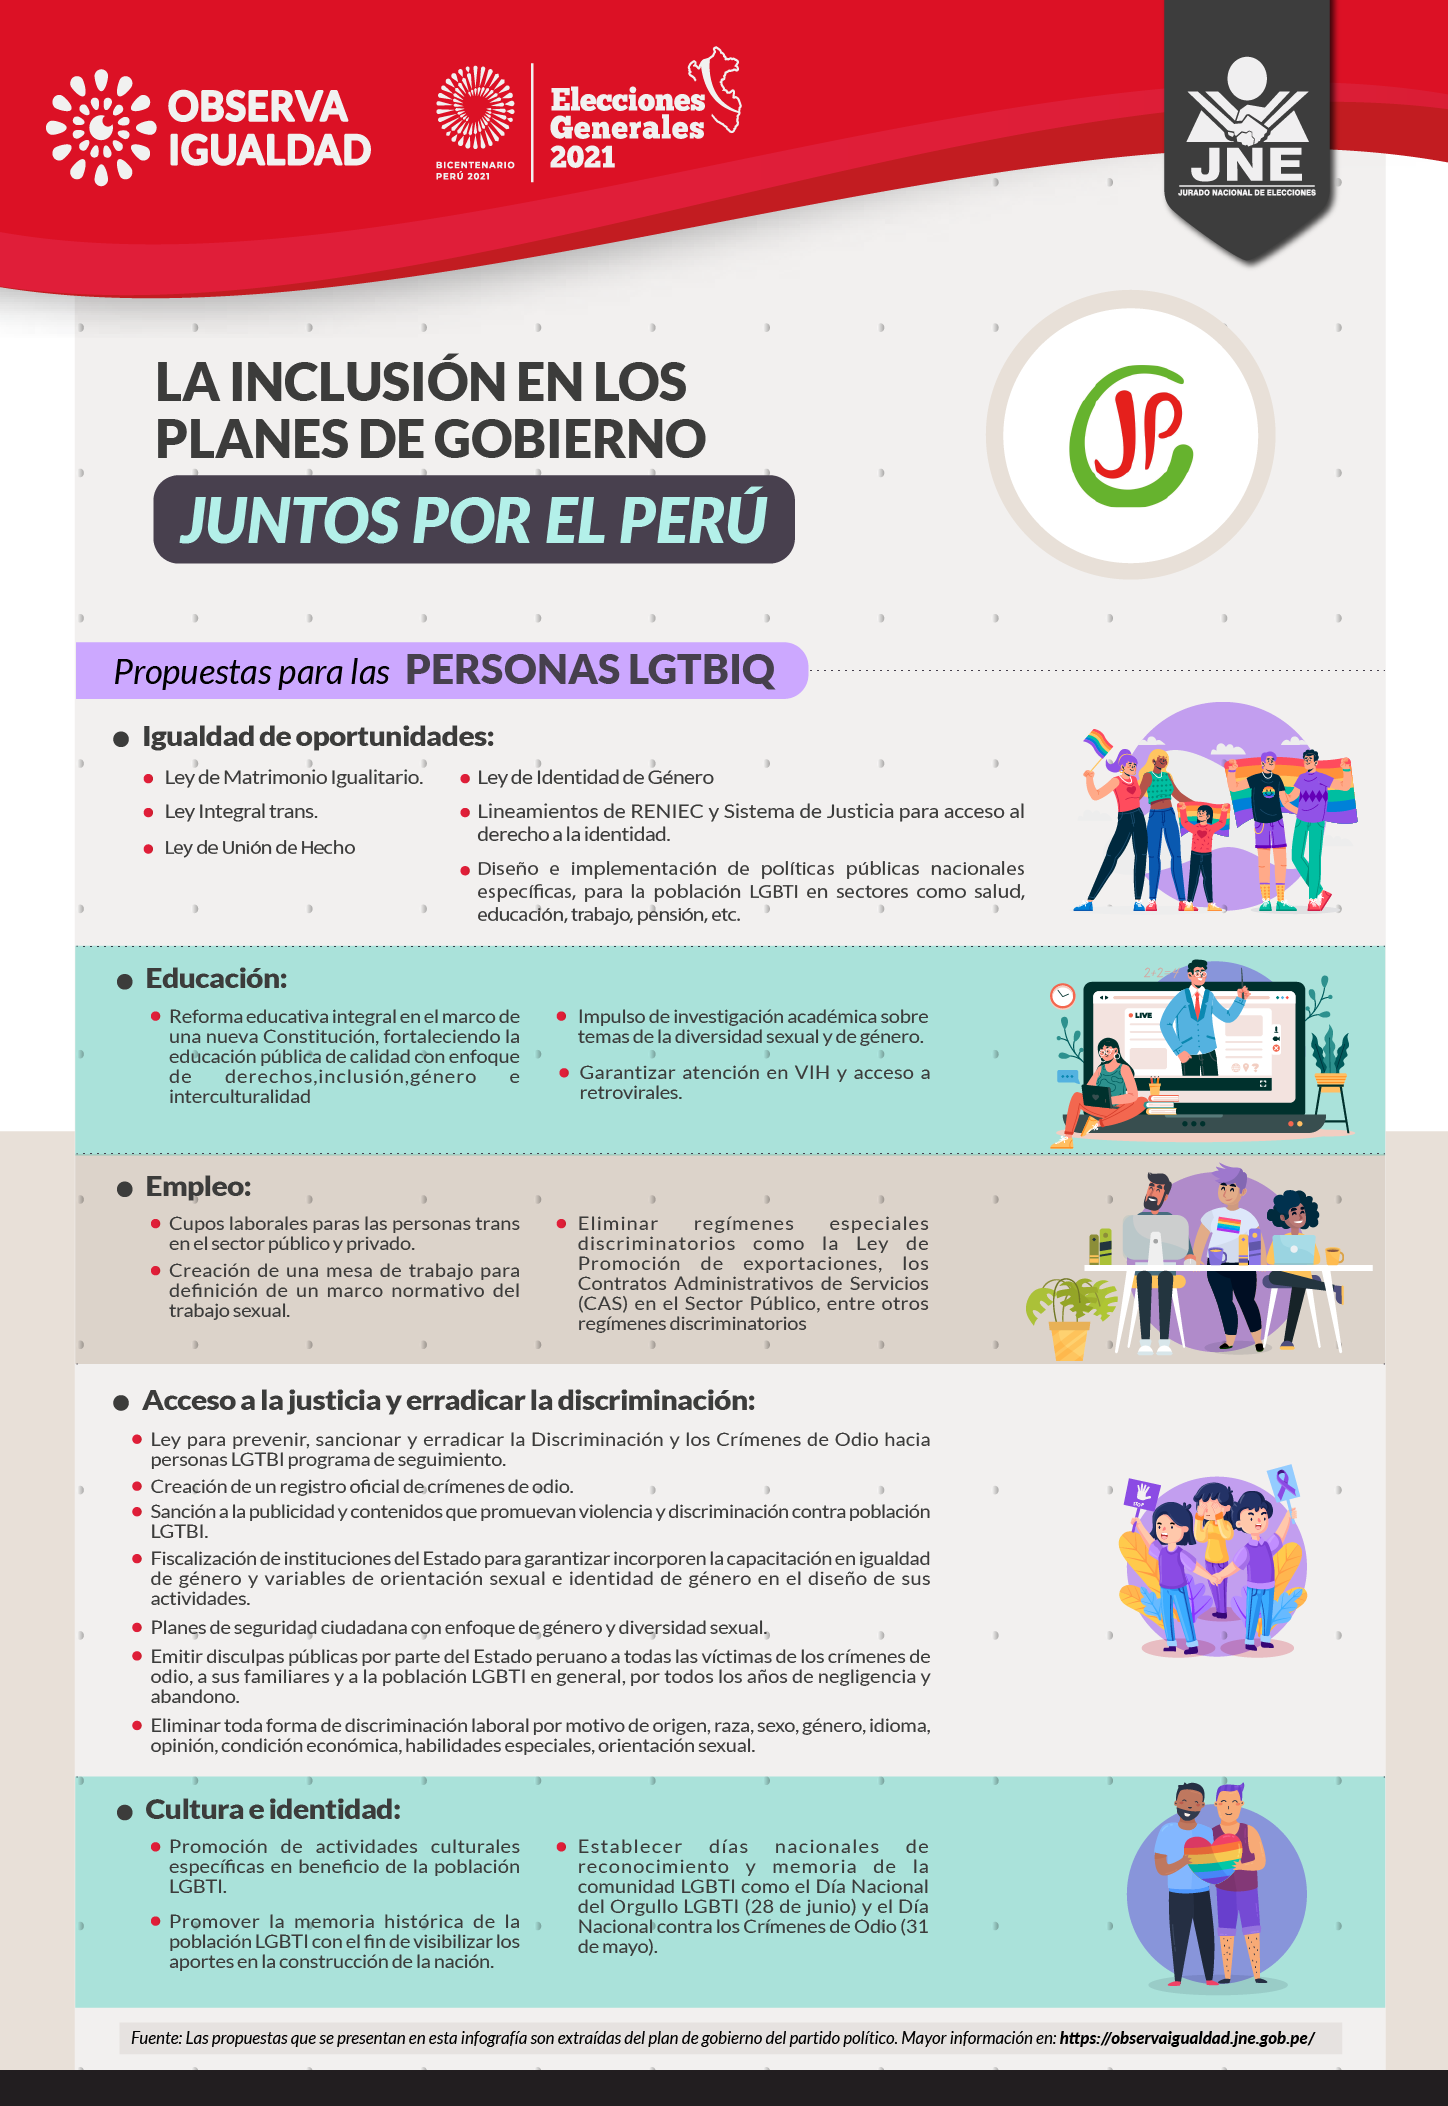 OBSERVA
IGUALDAD
BICENTENARIO
PERÚ 2021
Elecciones
Generales
2021
JNE
JURADO NACIONAL DE ELECCIONES
LA INCLUSIÓN EN LOS
PLANES DE GOBIERNO
JUNTOS POR EL PERÚ
JP
Propuestas para las PERSONAS LGTBIQ
Igualdad de oportunidades:
Ley de Matrimonio Igualitario.
Ley Integral trans.
Ley de Unión de Hecho
Ley de Identidad de Género
Lineamientos de RENIEC y Sistema de Justicia para acceso al
derecho a la identidad.
Diseño e implementación de políticas públicas nacionales
específicas, para la población LGBTI en sectores como salud,
educación, trabajo, pensión, etc.
Educación:
Reforma educativa integral en el marco de
una nueva Constitución, fortaleciendo la
educación pública de calidad con enfoque
de derechos,inclusión,género e
interculturalidad
Impulso de investigación académica sobre
temas de la diversidad sexual y de género.
Garantizar atención en VIH y acceso a
retrovirales.
LIVE
Empleo:
Cupos laborales paras las personas trans
en el sector público y privado.
Creación de una mesa de trabajo para
definición de un marco normativo del
trabajo sexual.
Eliminar regímenes especiales
discriminatorios como la Ley de
Promoción de exportaciones, los
Contratos Administrativos de Servicios
(CAS) en el Sector Público, entre otros
regímenes discriminatorios
Acceso a la justicia y erradicar la discriminación:
Ley para prevenir, sancionar y erradicar la Discriminación y los Crímenes de Odio hacia
personas LGTBI programa de seguimiento.
Creación de un registro oficial de crímenes de odio.
Sanción a la publicidad y contenidos que promuevan violencia y discriminación contra población
LGTBI.
Fiscalización de instituciones del Estado para garantizar incorporen la capacitación en igualdad
de género y variables de orientación sexual e identidad de género en el diseño de sus
actividades.
Planes de seguridad ciudadana con enfoque de género y diversidad sexual.
Emitir disculpas públicas por parte del Estado peruano a todas las víctimas de los crímenes de
odio, a sus familiares y a la población LGBTI en general, por todos los años de negligencia y
abandono.
Eliminar toda forma de discriminación laboral por motivo de origen, raza, sexo, género, idioma,
opinión, condición económica, habilidades especiales, orientación sexual.
STOP
Cultura e identidad:
Promoción de actividades culturales
específicas en beneficio de la población
LGBTI.
Promover la memoria histórica de la
población LGBTI con el fin de visibilizar los
aportes en la construcción de la nación.
Establecer días nacionales de
reconocimiento y memoria de la
comunidad LGBTI como el Día Nacional
del Orgullo LGBTI (28 de junio) y el Día
Nacional contra los Crímenes de Odio (31
de mayo).
Fuente: Las propuestas que se presentan en esta infografía son extraídas del plan de gobierno del partido político. Mayor información en: https://observaigualdad.jne.gob.pe/